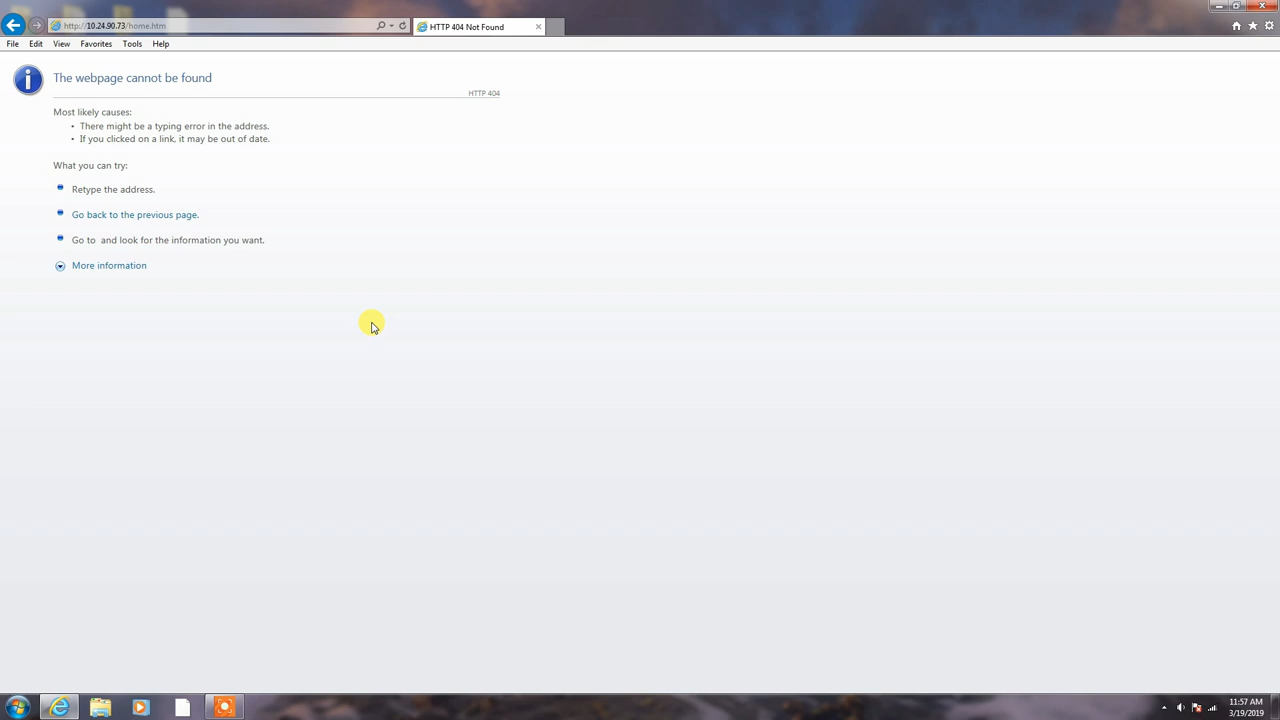 http://10.24.90.73/home.htm
HTTP 404 Not Found
File Edit View Favorites Tools Help
The webpage cannot be found
HTTP 404
Most likely causes:
• There might be a typing error in the address.
• If you clicked on a link, it may be out of date.
What you can try:
Retype the address.
Go back to the previous page.
Go to and look for the information you want.
More information
11:57 AM
3/19/2019